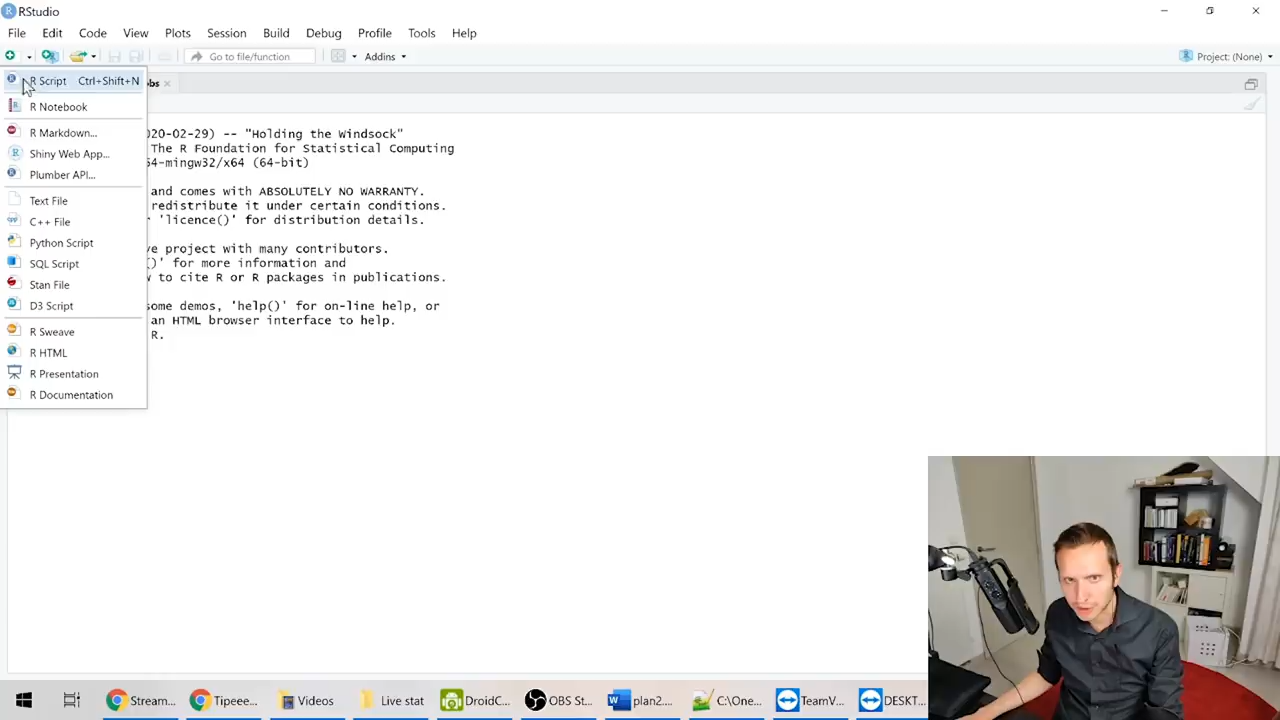 RStudio
File Edit Code View Plots Session Build Debug Profile Tools Help
Go to file/function Addins Project: (None)
R Script Ctrl+Shift+N obs
R Notebook
R Markdown... 020-02-29) -- "Holding the Windsock"
The R Foundation for Statistical Computing
Shiny Web App... 64-mingw32/x64 (64-bit)
Plumber API...
and comes with ABSOLUTELY NO WARRANTY.
Text File redistribute it under certain conditions.
C++ File 'licence()' for distribution details.
Python Script ve project with many contributors.
SQL Script ()' for more information and
w to cite R or R packages in publications.
Stan File
D3 Script some demos, 'help()' for on-line help, or
an HTML browser interface to help.
R Sweave R.
R HTML
R Presentation
R Documentation
Stream... Tipeee... Videos Live stat DroidC... OBS St... plan2.... C:\One... TeamV... DESKT...